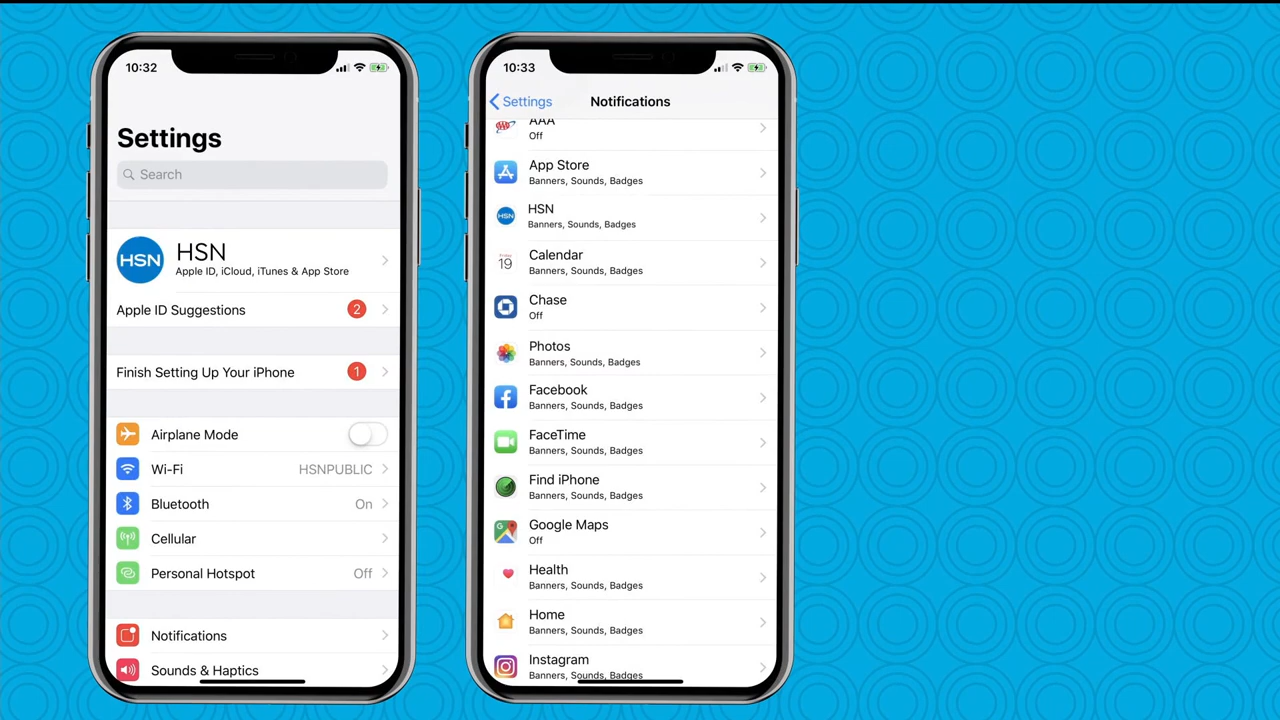 10:32
Settings
Search
HSN
HSN
Apple ID, iCloud, iTunes & App Store
Apple ID Suggestions
2
Finish Setting Up Your iPhone
1
Airplane Mode
Wi-Fi
HSNPUBLIC
Bluetooth
On
Cellular
Personal Hotspot
Off
Notifications
Sounds & Haptics
10:33
Settings
Notifications
AAA
Off
App Store
Banners, Sounds, Badges
HSN
HSN
Banners, Sounds, Badges
Friday
19
Calendar
Banners, Sounds, Badges
Chase
Off
Photos
Banners, Sounds, Badges
Facebook
Banners, Sounds, Badges
FaceTime
Banners, Sounds, Badges
Find iPhone
Banners, Sounds, Badges
Google Maps
Off
Health
Banners, Sounds, Badges
Home
Banners, Sounds, Badges
Instagram
Banners, Sounds, Badges